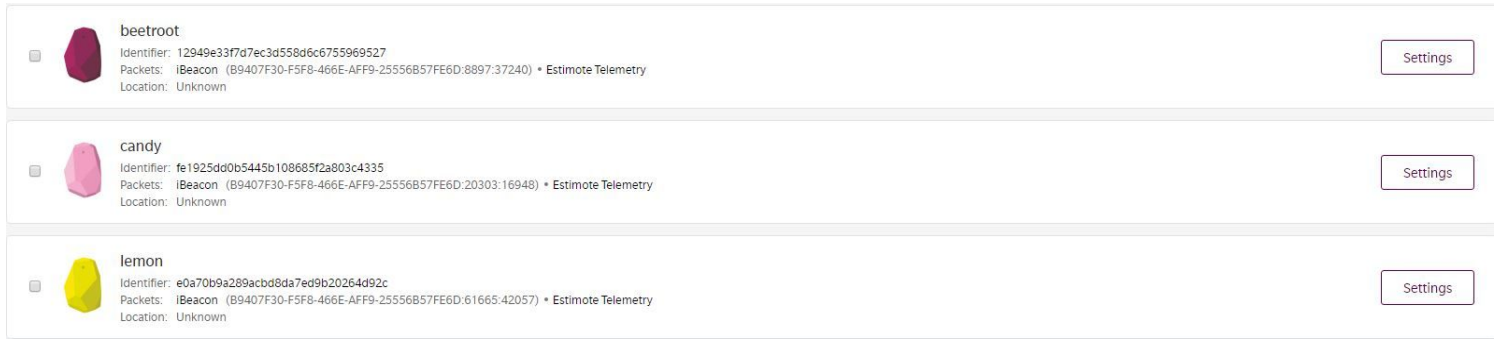 beetroot
Identifier: 12949e33f7d7ec3d558d6c6755969527
Packets: iBeacon (B9407F30-F5F8-466E-AFF9-25556B57FE6D:8897:37240) • Estimote Telemetry
Location: Unknown
Settings
candy
Identifier: fe1925dd0b5445b108685f2a803c4335
Packets: iBeacon (B9407F30-F5F8-466E-AFF9-25556B57FE6D:20303:16948) • Estimote Telemetry
Location: Unknown
Settings
lemon
Identifier: e0a70b9a289acbd8da7ed9b20264d92c
Packets: iBeacon (B9407F30-F5F8-466E-AFF9-25556B57FE6D:61665:42057) • Estimote Telemetry
Location: Unknown
Settings